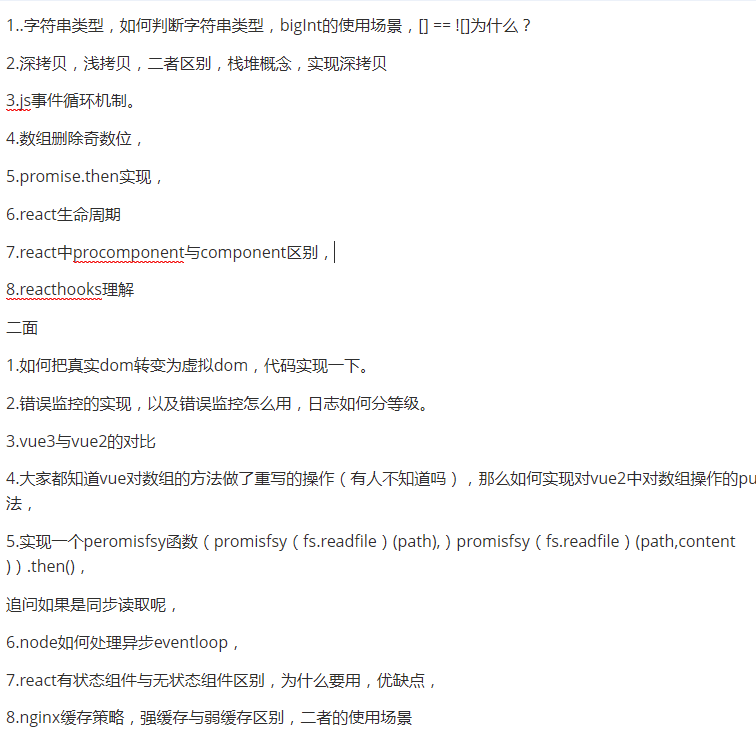 1..字符串类型，如何判断字符串类型，bigInt的使用场景，[] == ![]为什么？
2.深拷贝，浅拷贝，二者区别，栈堆概念，实现深拷贝
3.js事件循环机制。
4.数组删除奇数位，
5.promise.then实现，
6.react生命周期
7.react中procomponent与component区别，
8.reacthooks理解
二面
1.如何把真实dom转变为虚拟dom，代码实现一下。
2.错误监控的实现，以及错误监控怎么用，日志如何分等级。
3.vue3与vue2的对比
4.大家都知道vue对数组的方法做了重写的操作（有人不知道吗），那么如何实现对vue2中对数组操作的pu
法，
5.实现一个peromisfsy函数（promisfsy（fs.readfile）(path),）promisfsy（fs.readfile）(path,content
)）.then()，
追问如果是同步读取呢，
6.node如何处理异步eventloop，
7.react有状态组件与无状态组件区别，为什么要用，优缺点，
8.nginx缓存策略，强缓存与弱缓存区别，二者的使用场景